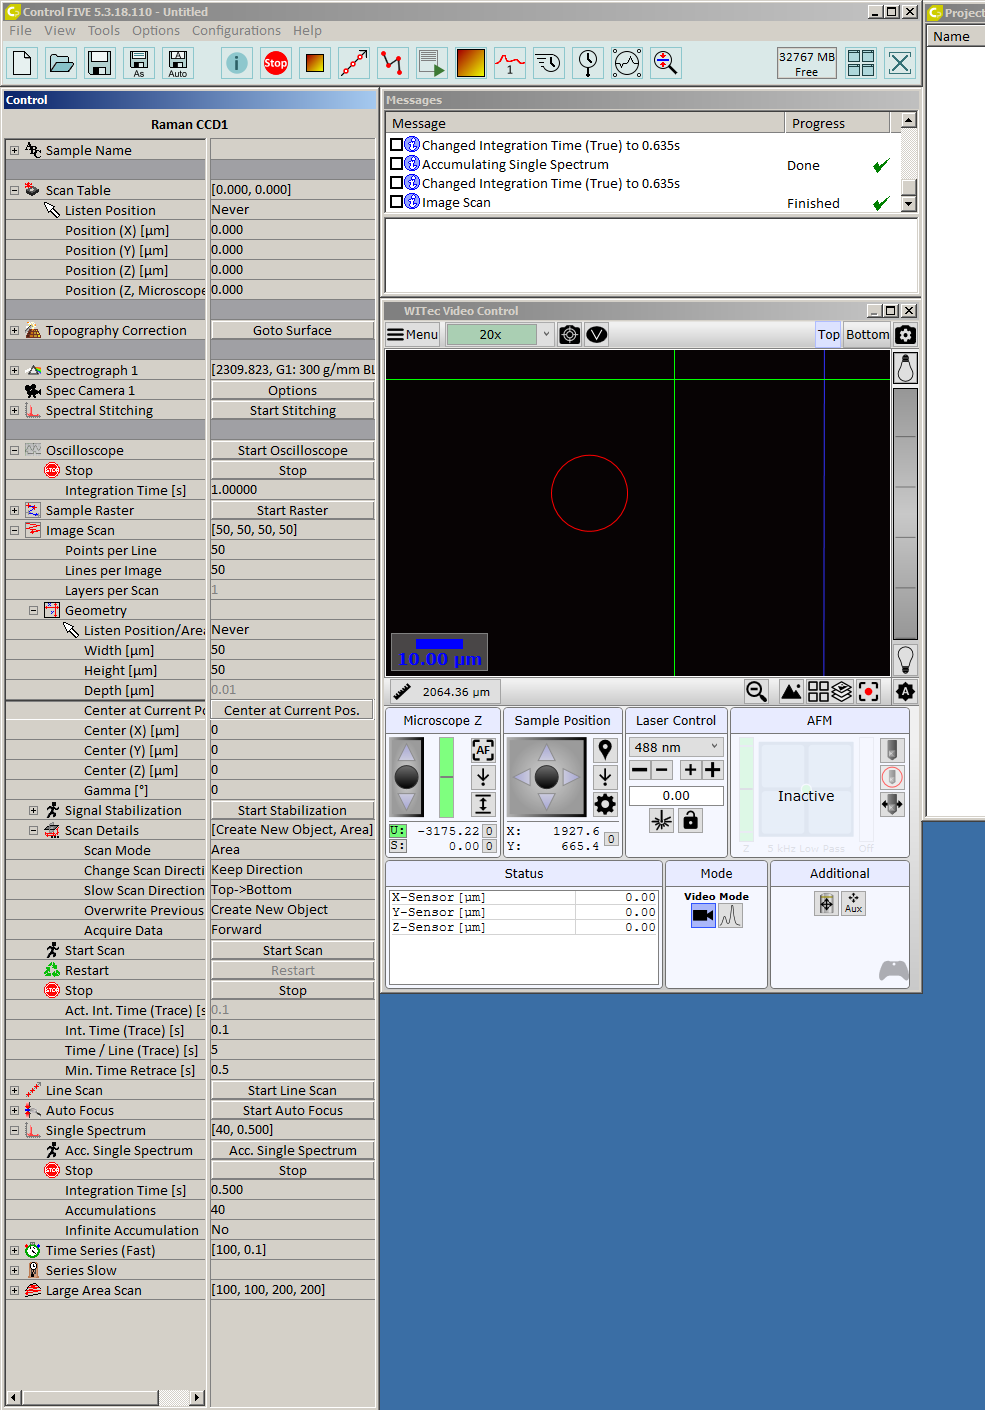 Control FIVE 5.3.18.110 - Untitled
Project
File View Tools Options Configurations Help
Name
As
Auto
Stop
1
32767 MB
Free
Control
Raman CCD1
Sample Name
Scan Table [0.000, 0.000]
Listen Position Never
Position (X) [µm] 0.000
Position (Y) [µm] 0.000
Position (Z) [µm] 0.000
Position (Z, Microscope 0.000
Topography Correction Goto Surface
Spectrograph 1 [2309.823, G1: 300 g/mm BL
Spec Camera 1 Options
Spectral Stitching Start Stitching
Oscilloscope Start Oscilloscope
Stop Stop
Integration Time [s] 1.00000
Sample Raster Start Raster
Image Scan [50, 50, 50, 50]
Points per Line 50
Lines per Image 50
Layers per Scan 1
Geometry
Listen Position/Area Never
Width [µm] 50
Height [µm] 50
Depth [µm] 0.01
Center at Current Po Center at Current Pos.
Center (X) [µm] 0
Center (Y) [µm] 0
Center (Z) [µm] 0
Gamma [°] 0
Signal Stabilization Start Stabilization
Scan Details [Create New Object, Area]
Scan Mode Area
Change Scan Directi Keep Direction
Slow Scan Direction Top->Bottom
Overwrite Previous Create New Object
Acquire Data Forward
Start Scan Start Scan
Restart Restart
Stop Stop
Act. Int. Time (Trace) [s 0.1
Int. Time (Trace) [s] 0.1
Time / Line (Trace) [s] 5
Min. Time Retrace [s] 0.5
Line Scan Start Line Scan
Auto Focus Start Auto Focus
Single Spectrum [40, 0.500]
Acc. Single Spectrum Acc. Single Spectrum
Stop Stop
Integration Time [s] 0.500
Accumulations 40
Infinite Accumulation No
Time Series (Fast) [100, 0.1]
Series Slow
Large Area Scan [100, 100, 200, 200]
Messages
Message Progress
Changed Integration Time (True) to 0.635s
Accumulating Single Spectrum Done
Changed Integration Time (True) to 0.635s
Image Scan Finished
WITec Video Control
Menu 20x Top Bottom
10.00 µm
2064.36 µm
A
Microscope Z
AF
U: -3175.22 0
S: 0.00 0
Sample Position
X: 1927.6
Y: 665.4
0
Laser Control
488 nm
0.00
AFM
Inactive
Z 5 kHz Low Pass Off
Status
X-Sensor [µm] 0.00
Y-Sensor [µm] 0.00
Z-Sensor [µm] 0.00
Mode
Video Mode
Additional
Aux